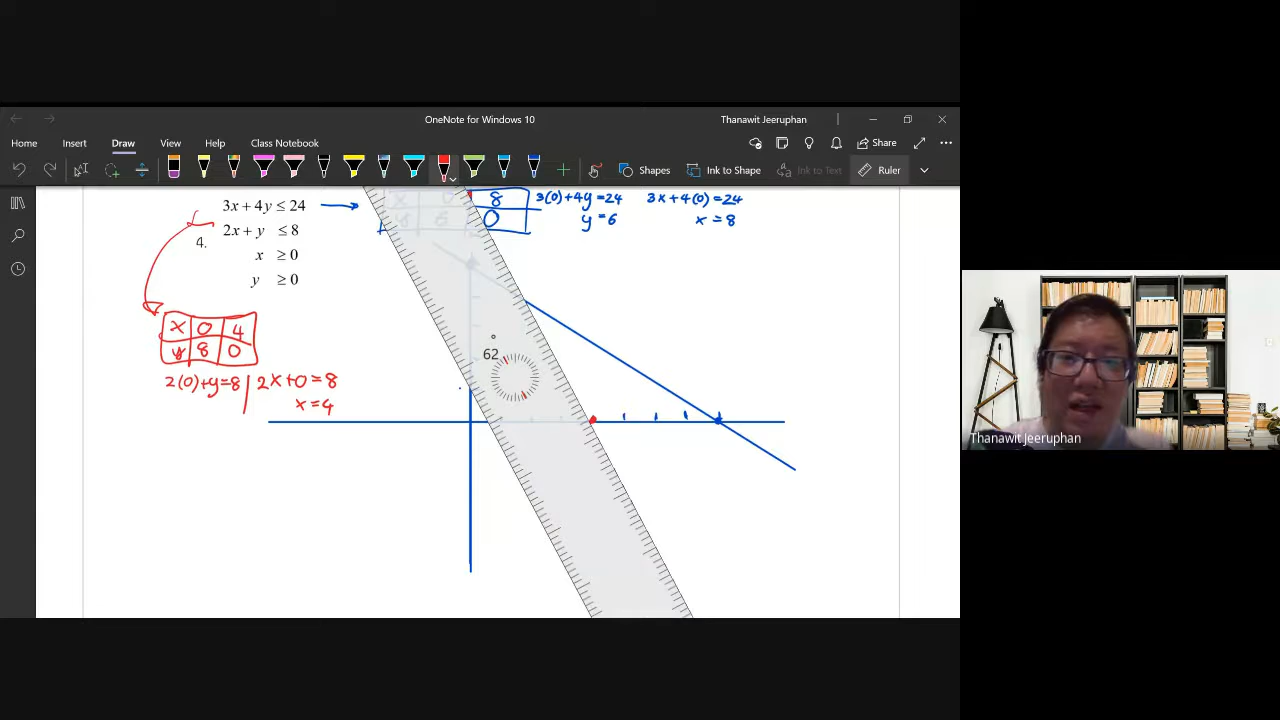 OneNote for Windows 10
Thanawit Jeeruphan
Home Insert Draw View Help Class Notebook
Share
Shapes
Ink to Shape
Ink to Text
Ruler
3x + 4y ≤ 24
2x + y ≤ 8
4.
x ≥ 0
y ≥ 0
x 0 8
y 6 0
3(0)+4y=24
y=6
3x+4(0)=24
x=8
x 0 4
y 8 0
2(0)+y=8 | 2x+0=8
x=4
62°
Thanawit Jeeruphan